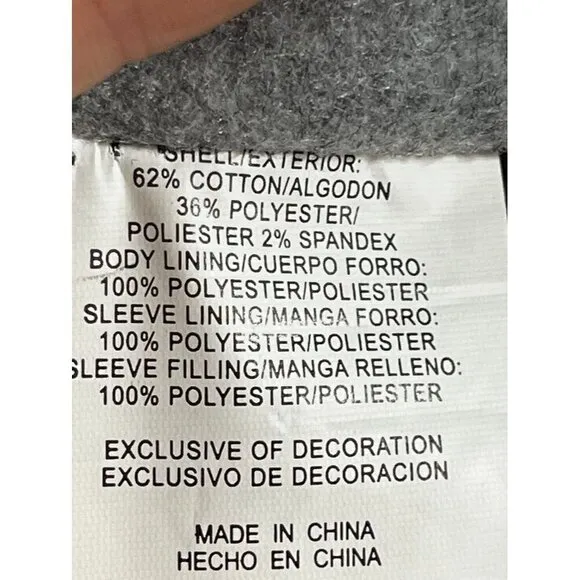 SHELL/EXTERIOR:
62% COTTON/ALGODON
36% POLYESTER/
POLIESTER 2% SPANDEX
BODY LINING/CUERPO FORRO:
100% POLYESTER/POLIESTER
SLEEVE LINING/MANGA FORRO:
100% POLYESTER/POLIESTER
SLEEVE FILLING/MANGA RELLENO:
100% POLYESTER/POLIESTER
EXCLUSIVE OF DECORATION
EXCLUSIVO DE DECORACION
MADE IN CHINA
HECHO EN CHINA